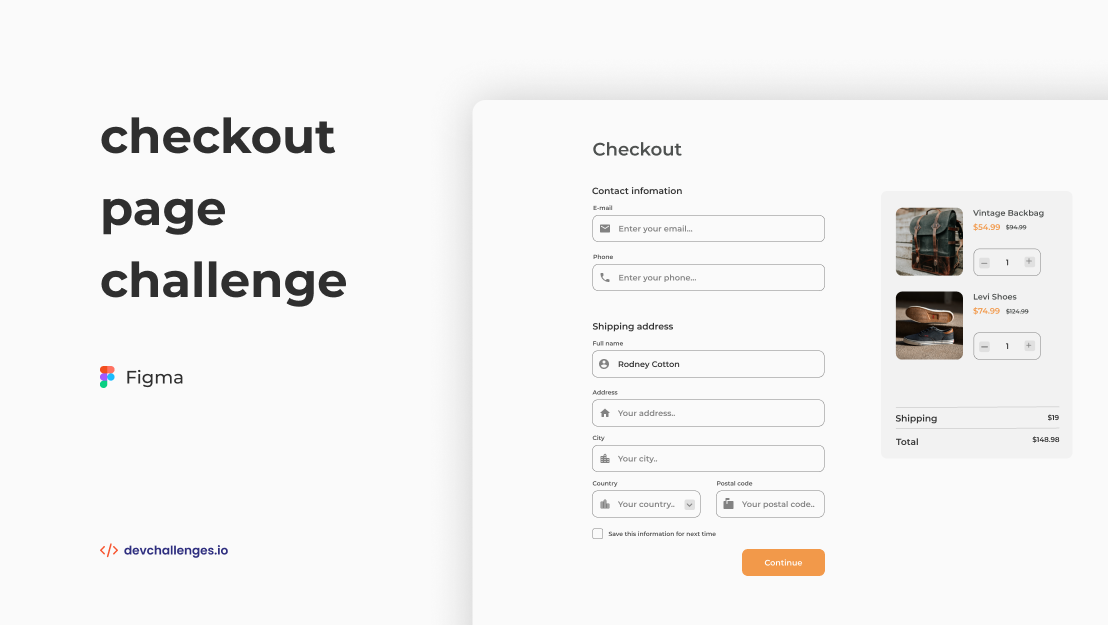 checkout
page
challenge
Figma
</> devchallenges.io
Checkout
Contact infomation
E-mail
Enter your email...
Phone
Enter your phone...
Shipping address
Full name
Rodney Cotton
Address
Your address..
City
Your city..
Country
Your country..
Postal code
Your postal code..
Save this information for next time
Continue
Vintage Backbag
$54.99 $94.99
– 1 +
Levi Shoes
$74.99 $124.99
– 1 +
Shipping $19
Total $148.98